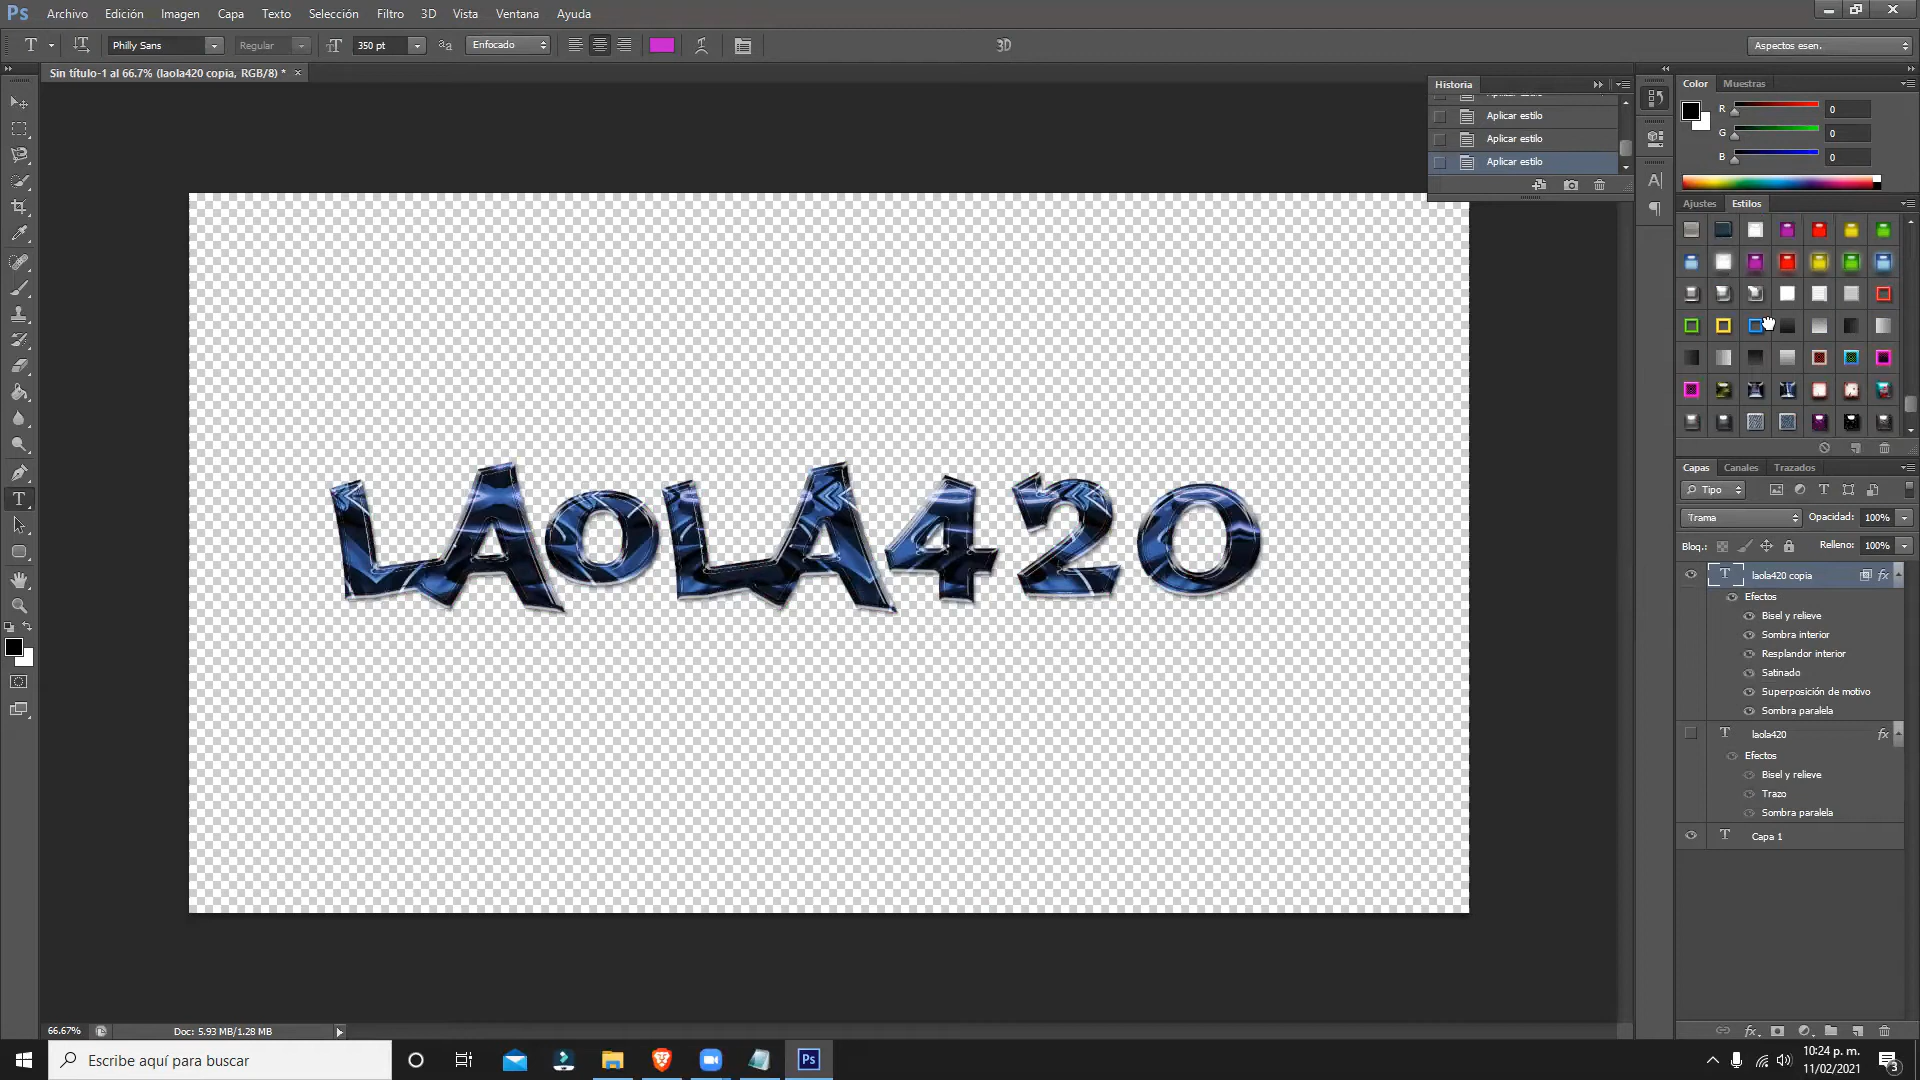 Ps Archivo Edición Imagen Capa Texto Selección Filtro 3D Vista Ventana Ayuda
T Philly Sans Regular 350 pt Enfocado 3D Aspectos esen.
Sin título-1 al 66.7% (laola420 copia, RGB/8) *
Historia
Aplicar estilo
Aplicar estilo
Aplicar estilo
Color Muestras
R 0
G 0
B 0
Ajustes Estilos
LAOLA420
Capas Canales Trazados
Tipo
Trama Opacidad: 100%
Bloq.: Relleno: 100%
laola420 copia fx
Efectos
Bisel y relieve
Sombra interior
Resplandor interior
Satinado
Superposición de motivo
Sombra paralela
laola420 fx
Efectos
Bisel y relieve
Trazo
Sombra paralela
Capa 1
66.67% Doc: 5.93 MB/1.28 MB
Escribe aquí para buscar
Ps
10:24 p. m.
11/02/2021
3